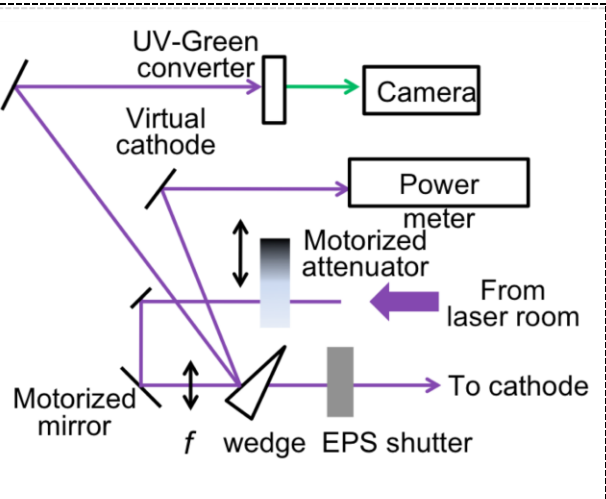 UV-Green
converter
Camera
Virtual
cathode
Power
meter
Motorized
attenuator
From
laser room
To cathode
Motorized
mirror
f
wedge
EPS shutter